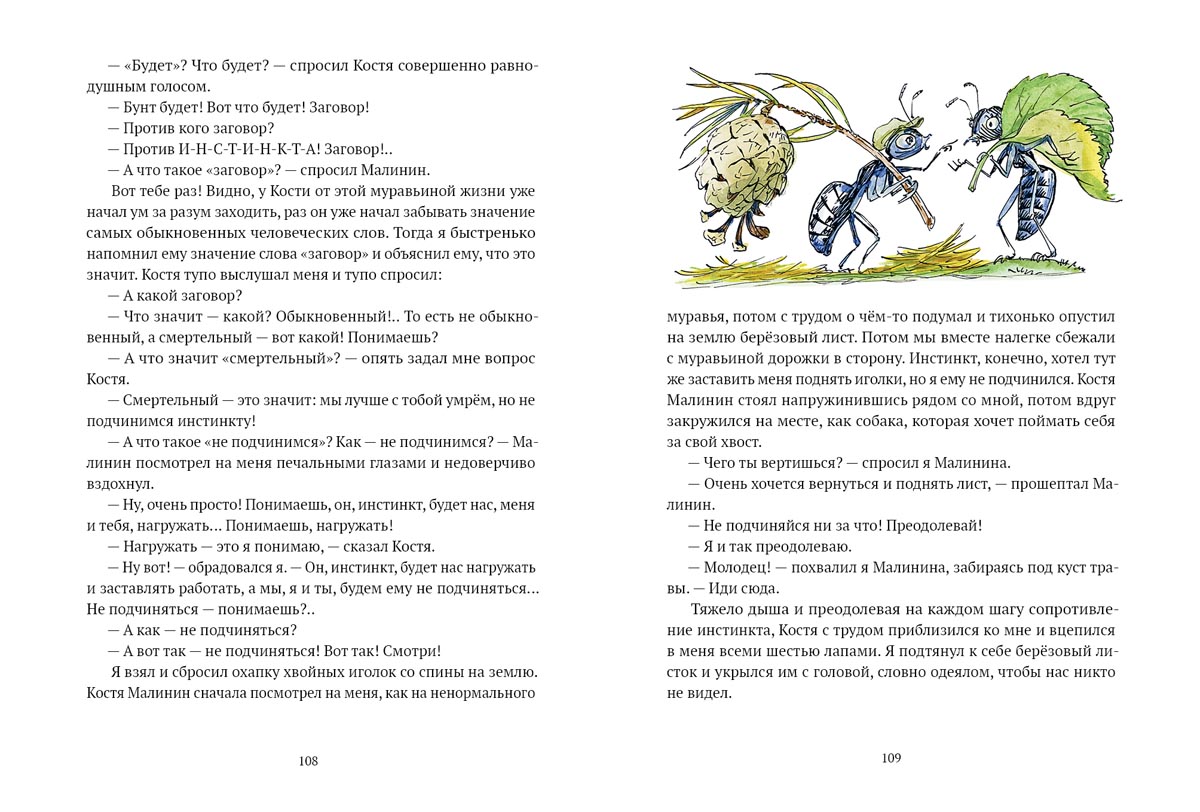 — «Будет»? Что будет? — спросил Костя совершенно равно-
душным голосом.
— Бунт будет! Вот что будет! Заговор!
— Против кого заговор?
— Против И-Н-С-Т-И-Н-К-Т-А! Заговор!..
— А что такое «заговор»? — спросил Малинин.
Вот тебе раз! Видно, у Кости от этой муравьиной жизни уже
начал ум за разум заходить, раз он уже начал забывать значение
самых обыкновенных человеческих слов. Тогда я быстренько
напомнил ему значение слова «заговор» и объяснил ему, что это
значит. Костя тупо выслушал меня и тупо спросил:
— А какой заговор?
— Что значит — какой? Обыкновенный!.. То есть не обыкно-
венный, а смертельный — вот какой! Понимаешь?
— А что значит «смертельный»? — опять задал мне вопрос
Костя.
— Смертельный — это значит: мы лучше с тобой умрём, но не
подчинимся инстинкту!
— А что такое «не подчинимся»? Как — не подчинимся? — Ма-
линин посмотрел на меня печальными глазами и недоверчиво
вздохнул.
— Ну, очень просто! Понимаешь, он, инстинкт, будет нас, меня
и тебя, нагружать... Понимаешь, нагружать!
— Нагружать — это я понимаю, — сказал Костя.
— Ну вот! — обрадовался я. — Он, инстинкт, будет нас нагружать
и заставлять работать, а мы, я и ты, будем ему не подчиняться...
Не подчиняться — понимаешь?..
— А как — не подчиняться?
— А вот так — не подчиняться! Вот так! Смотри!
Я взял и сбросил охапку хвойных иголок со спины на землю.
Костя Малинин сначала посмотрел на меня, как на ненормального
108
муравья, потом с трудом о чём-то подумал и тихонько опустил
на землю берёзовый лист. Потом мы вместе налегке сбежали
с муравьиной дорожки в сторону. Инстинкт, конечно, хотел тут
же заставить меня поднять иголки, но я ему не подчинился. Костя
Малинин стоял напружинившись рядом со мной, потом вдруг
закружился на месте, как собака, которая хочет поймать себя
за свой хвост.
— Чего ты вертишься? — спросил я Малинина.
— Очень хочется вернуться и поднять лист, — прошептал Ма-
линин.
— Не подчиняйся ни за что! Преодолевай!
— Я и так преодолеваю.
— Молодец! — похвалил я Малинина, забираясь под куст тра-
вы. — Иди сюда.
Тяжело дыша и преодолевая на каждом шагу сопротивле-
ние инстинкта, Костя с трудом приблизился ко мне и вцепился
в меня всеми шестью лапами. Я подтянул к себе берёзовый ли-
сток и укрылся им с головой, словно одеялом, чтобы нас никто
не видел.
109